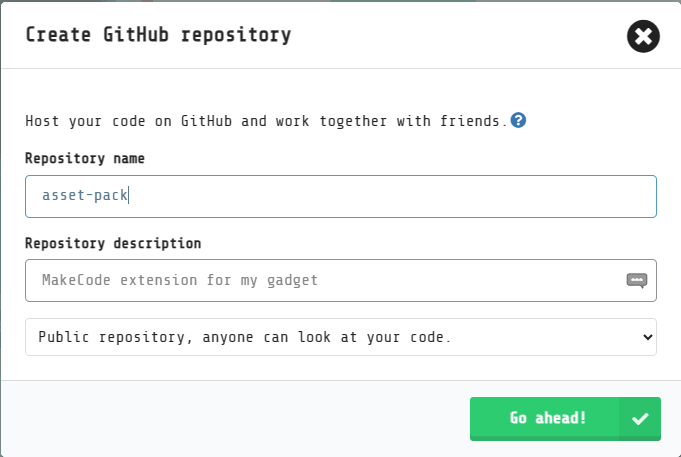 Create GitHub repository
Host your code on GitHub and work together with friends.
Repository name
asset-pack
Repository description
MakeCode extension for my gadget
Public repository, anyone can look at your code.
Go ahead!